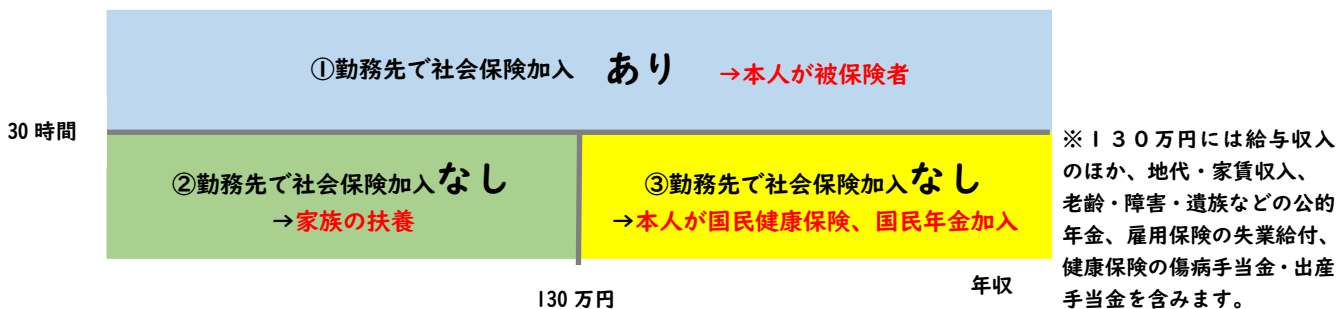 ①勤務先で社会保険加入 あり →本人が被保険者
30 時間
②勤務先で社会保険加入なし
→家族の扶養
③勤務先で社会保険加入なし
→本人が国民健康保険、国民年金加入
130 万円
年収
※１３０万円には給与収入
のほか、地代・家賃収入、
老齢・障害・遺族などの公的
年金、雇用保険の失業給付、
健康保険の傷病手当金・出産
手当金を含みます。